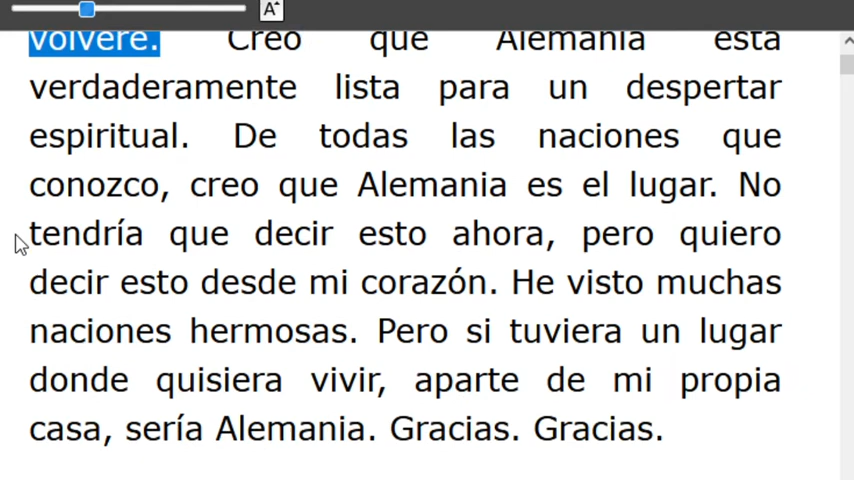 A
volveré. Creo que Alemania está
verdaderamente lista para un despertar
espiritual. De todas las naciones que
conozco, creo que Alemania es el lugar. No
tendría que decir esto ahora, pero quiero
decir esto desde mi corazón. He visto muchas
naciones hermosas. Pero si tuviera un lugar
donde quisiera vivir, aparte de mi propia
casa, sería Alemania. Gracias. Gracias.